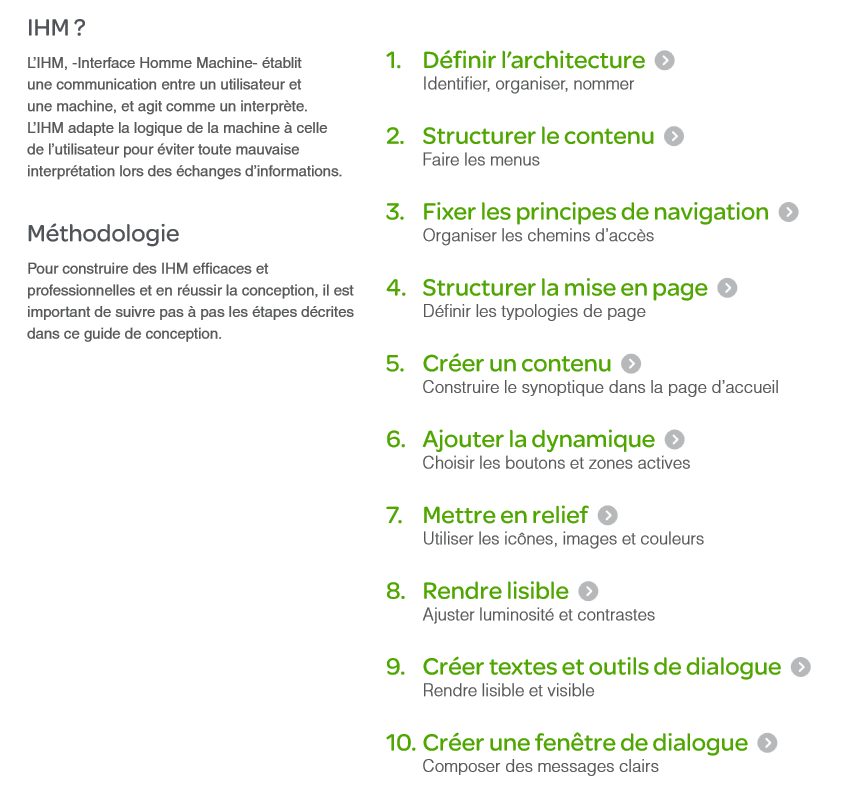 IHM ?
L'IHM, -Interface Homme Machine- établit
une communication entre un utilisateur et
une machine, et agit comme un interprète.
L'IHM adapte la logique de la machine à celle
de l'utilisateur pour éviter toute mauvaise
interprétation lors des échanges d'informations.
Méthodologie
Pour construire des IHM efficaces et
professionnelles et en réussir la conception, il est
important de suivre pas à pas les étapes décrites
dans ce guide de conception.
1. Définir l'architecture
Identifier, organiser, nommer
2. Structurer le contenu
Faire les menus
3. Fixer les principes de navigation
Organiser les chemins d'accès
4. Structurer la mise en page
Définir les typologies de page
5. Créer un contenu
Construire le synoptique dans la page d'accueil
6. Ajouter la dynamique
Choisir les boutons et zones actives
7. Mettre en relief
Utiliser les icônes, images et couleurs
8. Rendre lisible
Ajuster luminosité et contrastes
9. Créer textes et outils de dialogue
Rendre lisible et visible
10. Créer une fenêtre de dialogue
Composer des messages clairs